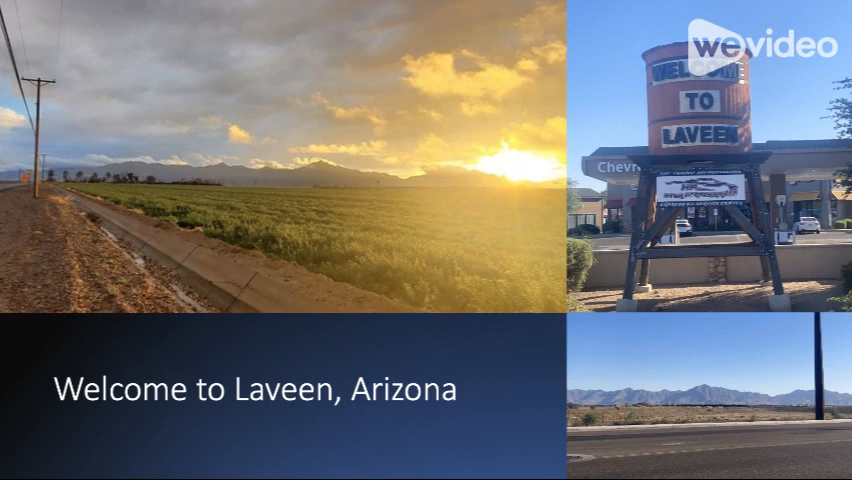 wevideo
WELCOME
TO
LAVEEN
Chevr
Welcome to Laveen, Arizona